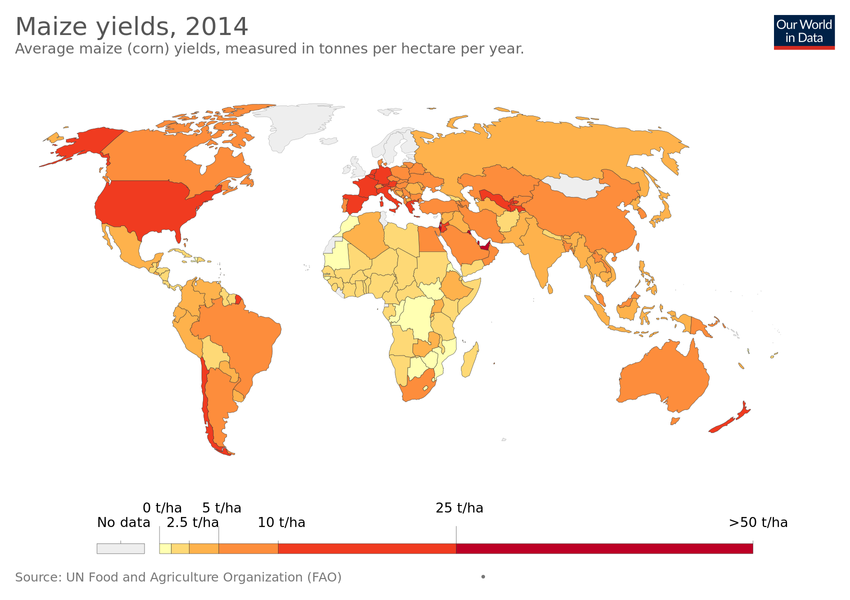 Maize yields, 2014
Average maize (corn) yields, measured in tonnes per hectare per year.
Our World
in Data
0 t/ha 5 t/ha 25 t/ha
No data 2.5 t/ha 10 t/ha >50 t/ha
Source: UN Food and Agriculture Organization (FAO) •